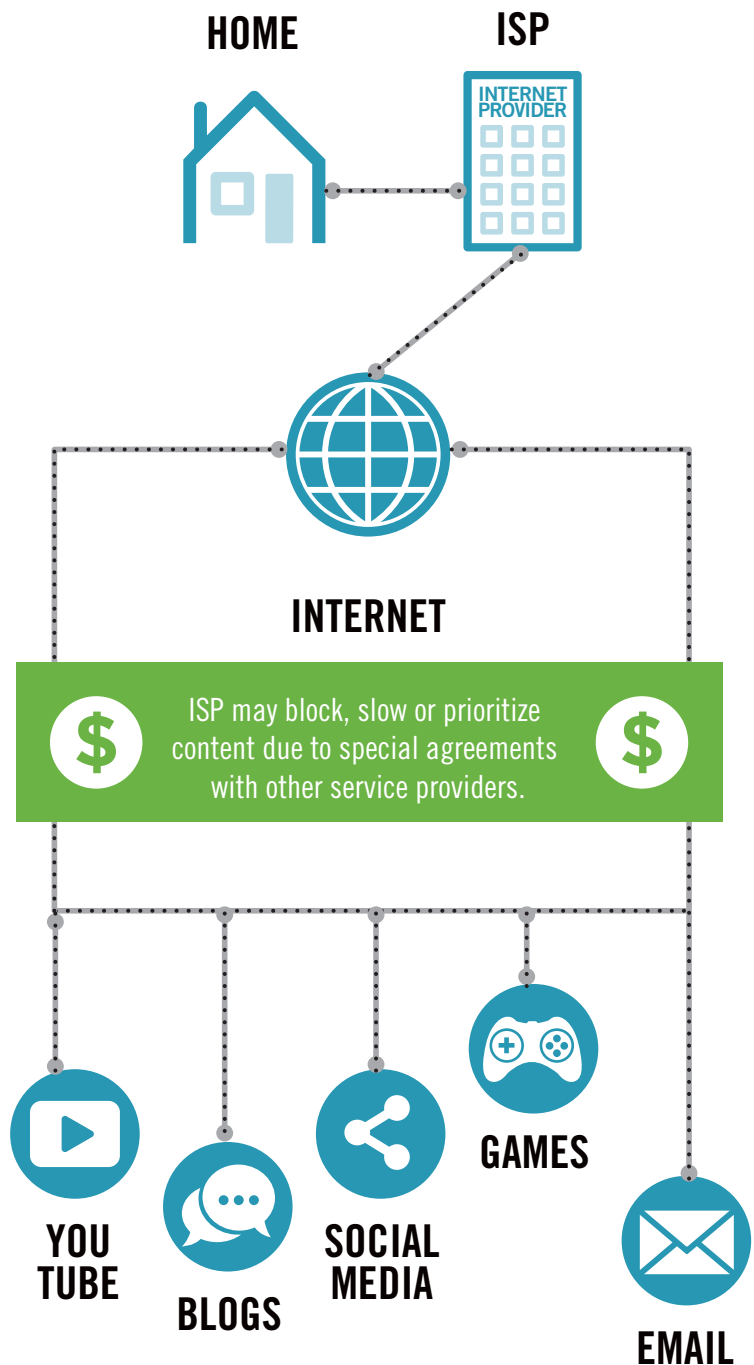 HOME
ISP
INTERNET
PROVIDER
INTERNET
$
ISP may block, slow or prioritize
content due to special agreements
with other service providers.
$
YOU
TUBE
BLOGS
SOCIAL
MEDIA
GAMES
EMAIL